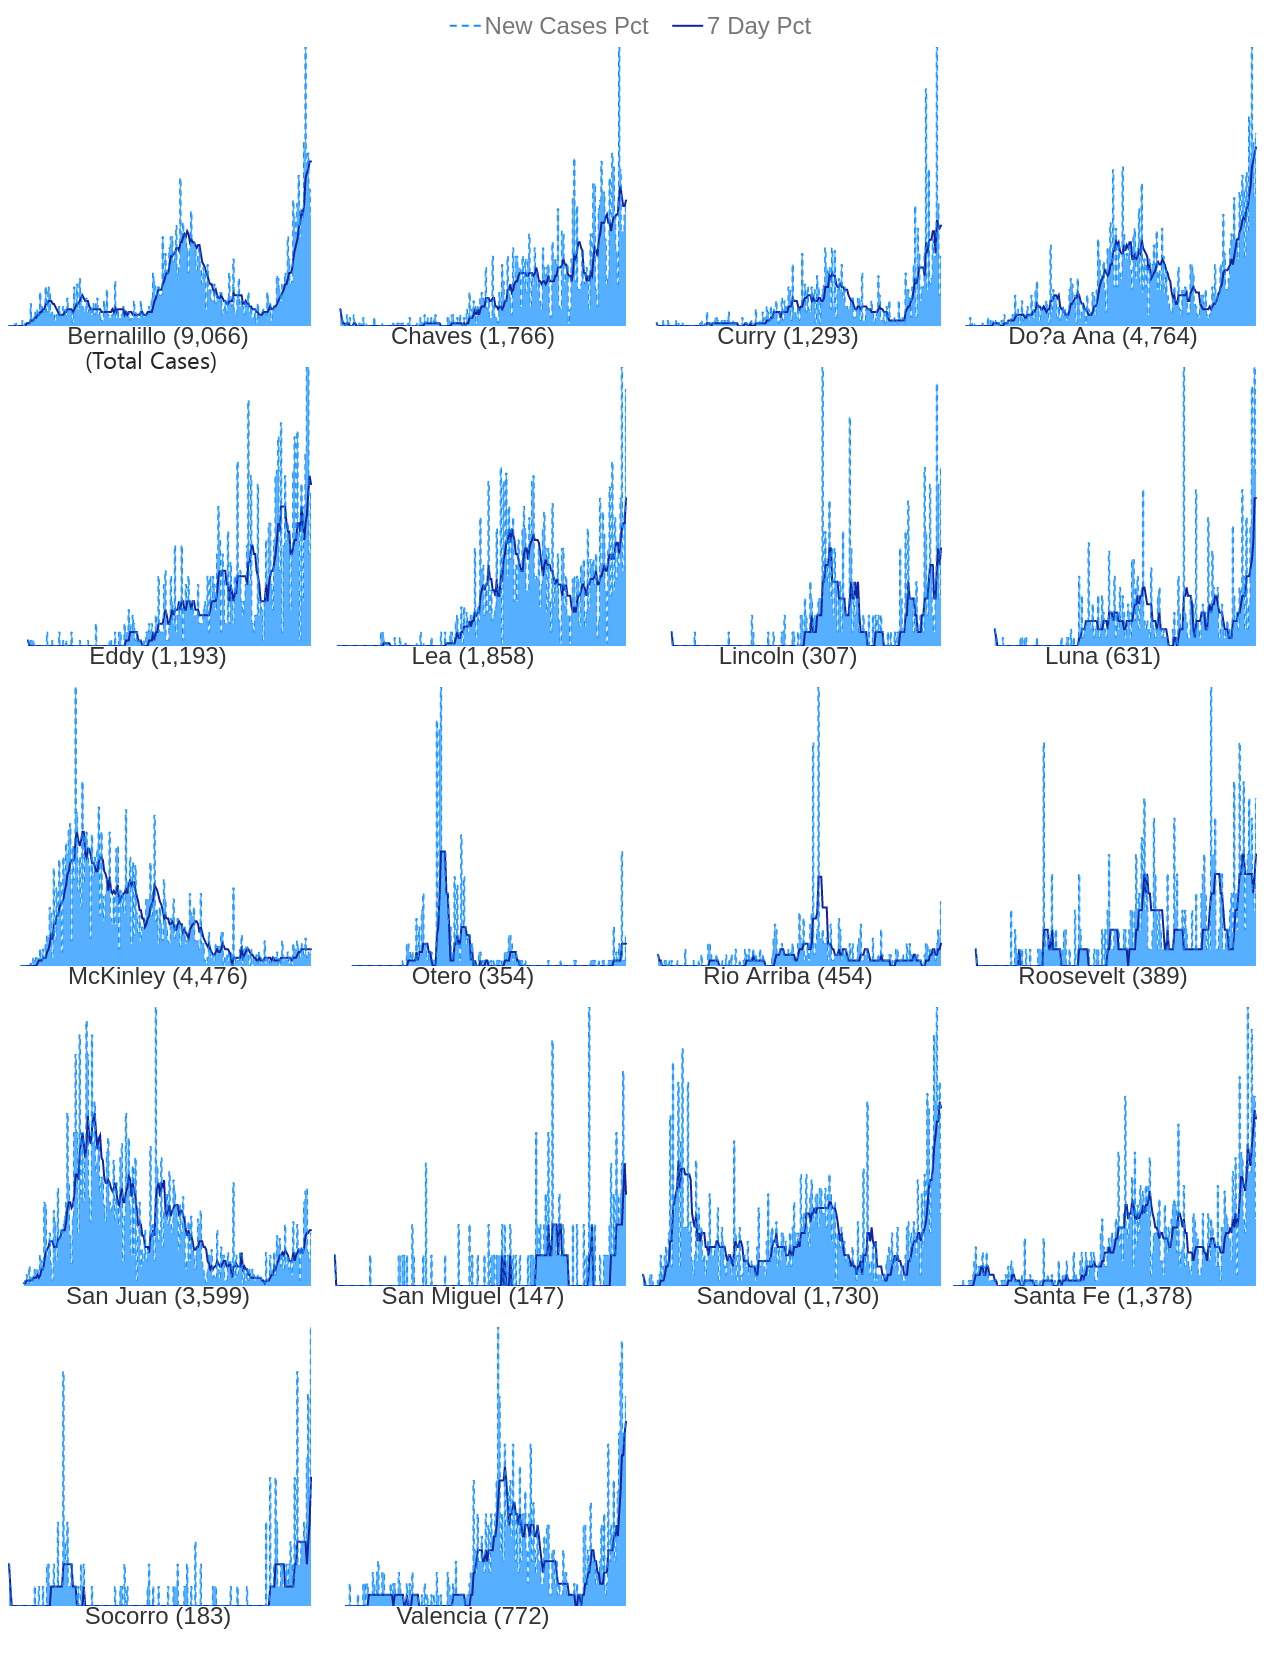 New Cases Pct 7 Day Pct
Bernalillo (9,066) Chaves (1,766) Curry (1,293) Do?a Ana (4,764)
(Total Cases)
Eddy (1,193) Lea (1,858) Lincoln (307) Luna (631)
McKinley (4,476) Otero (354) Rio Arriba (454) Roosevelt (389)
San Juan (3,599) San Miguel (147) Sandoval (1,730) Santa Fe (1,378)
Socorro (183) Valencia (772)